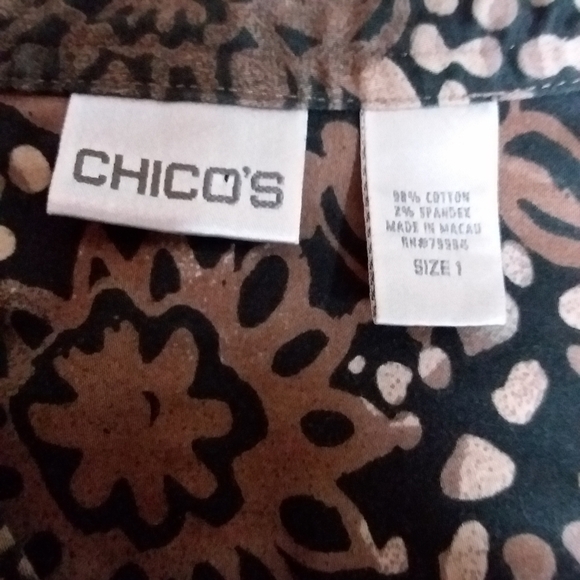 CHICO'S
98% COTTON
2% SPANDEX
MADE IN MACAU
RN#79984
SIZE 1